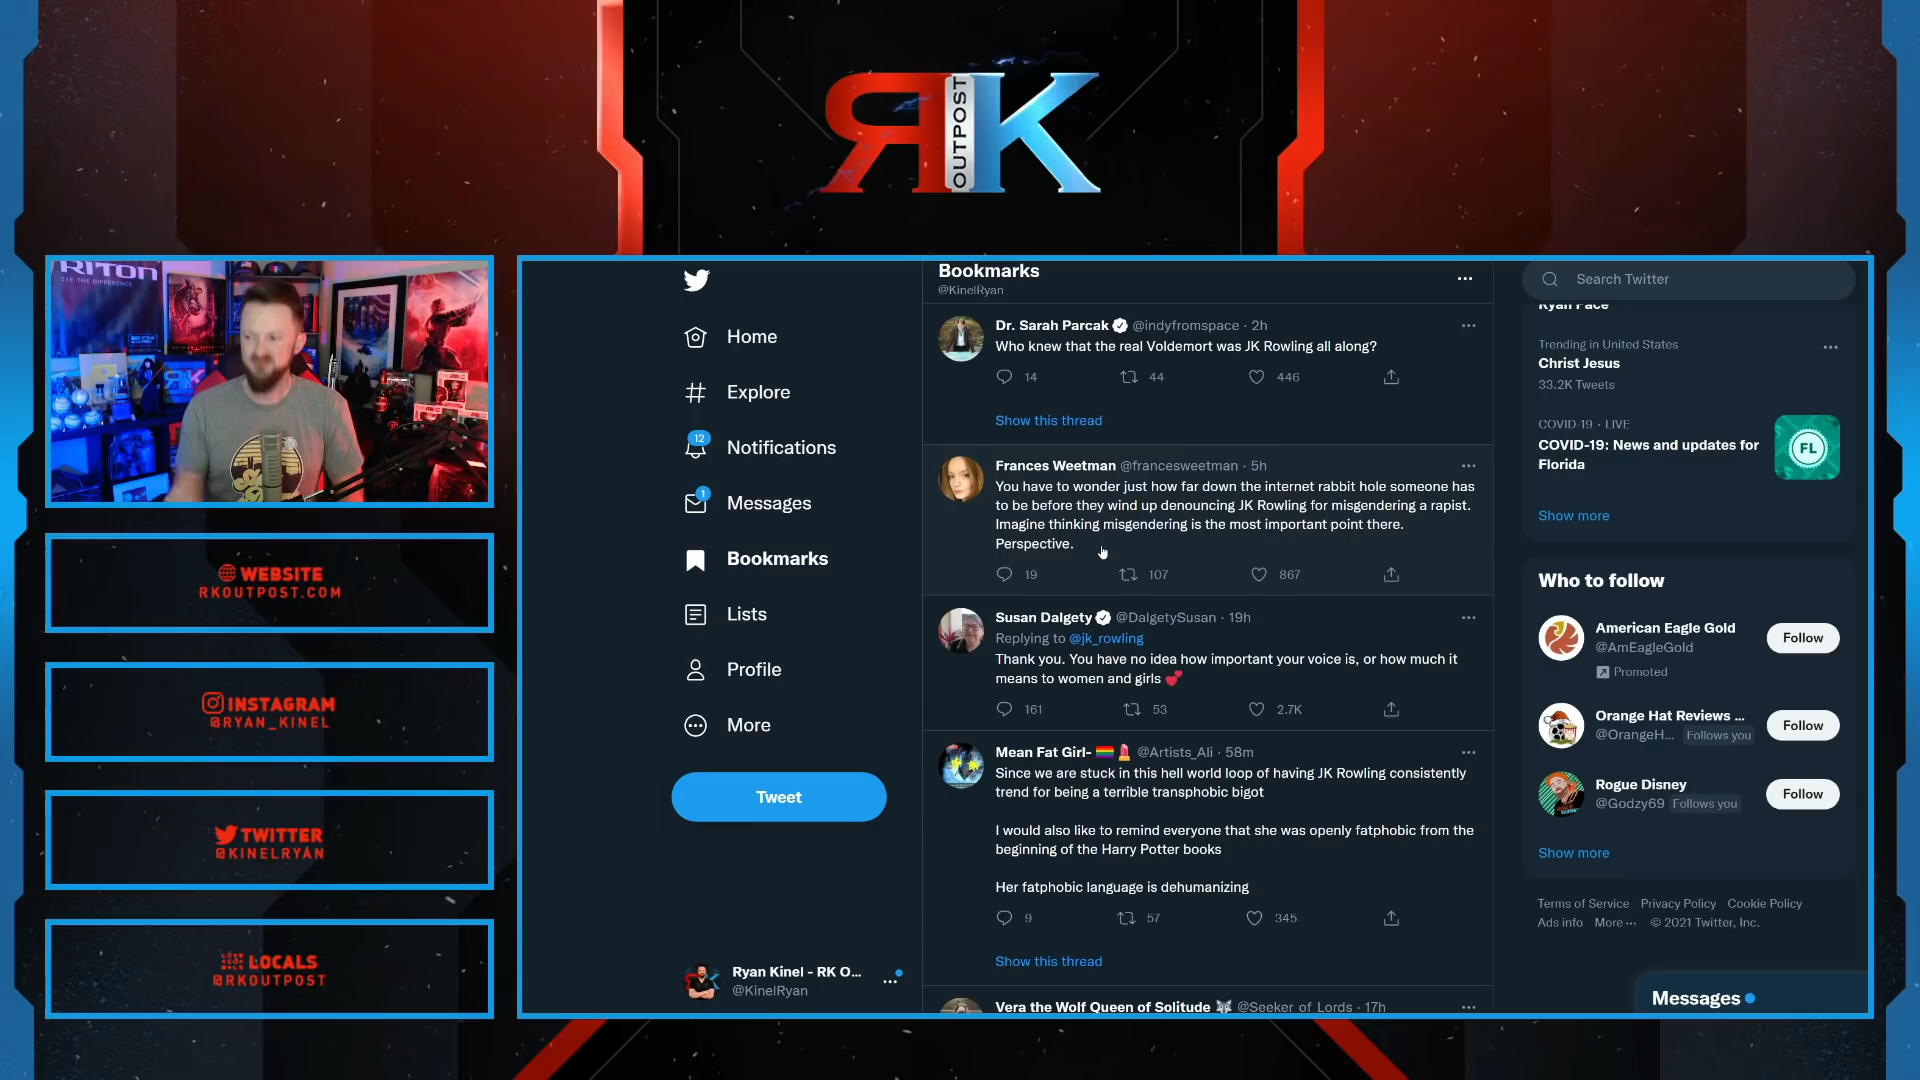 RK
OUTPOST
RITON
SEE THE DIFFERENCE
WEBSITE
RKOUTPOST.COM
INSTAGRAM
@RYAN_KINEL
TWITTER
@KINELRYAN
LOCALS
@RKOUTPOST
Home
Explore
12
Notifications
1
Messages
Bookmarks
Lists
Profile
More
Tweet
Ryan Kinel - RK O...
@KinelRyan
Bookmarks
@KinelRyan
Dr. Sarah Parcak @indyfromspace · 2h
Who knew that the real Voldemort was JK Rowling all along?
14 44 446
Show this thread
Frances Weetman @francesweetman · 5h
You have to wonder just how far down the internet rabbit hole someone has
to be before they wind up denouncing JK Rowling for misgendering a rapist.
Imagine thinking misgendering is the most important point there.
Perspective.
19 107 867
Susan Dalgety @DalgetySusan · 19h
Replying to @jk_rowling
Thank you. You have no idea how important your voice is, or how much it
means to women and girls 💕
161 53 2.7K
Mean Fat Girl- 🏳️‍🌈 💄 @Artists_Ali · 58m
Since we are stuck in this hell world loop of having JK Rowling consistently
trend for being a terrible transphobic bigot
I would also like to remind everyone that she was openly fatphobic from the
beginning of the Harry Potter books
Her fatphobic language is dehumanizing
9 57 345
Show this thread
Vera the Wolf Queen of Solitude 🐺 @Seeker_of_Lords · 17h
Search Twitter
Ryan Pace
Trending in United States
Christ Jesus
33.2K Tweets
COVID-19 · LIVE
COVID-19: News and updates for
Florida
FL
Show more
Who to follow
American Eagle Gold
@AmEagleGold
Promoted
Follow
Orange Hat Reviews ...
@OrangeH... Follows you
Follow
Rogue Disney
@Godzy69 Follows you
Follow
Show more
Terms of Service Privacy Policy Cookie Policy
Ads info More ··· © 2021 Twitter, Inc.
Messages